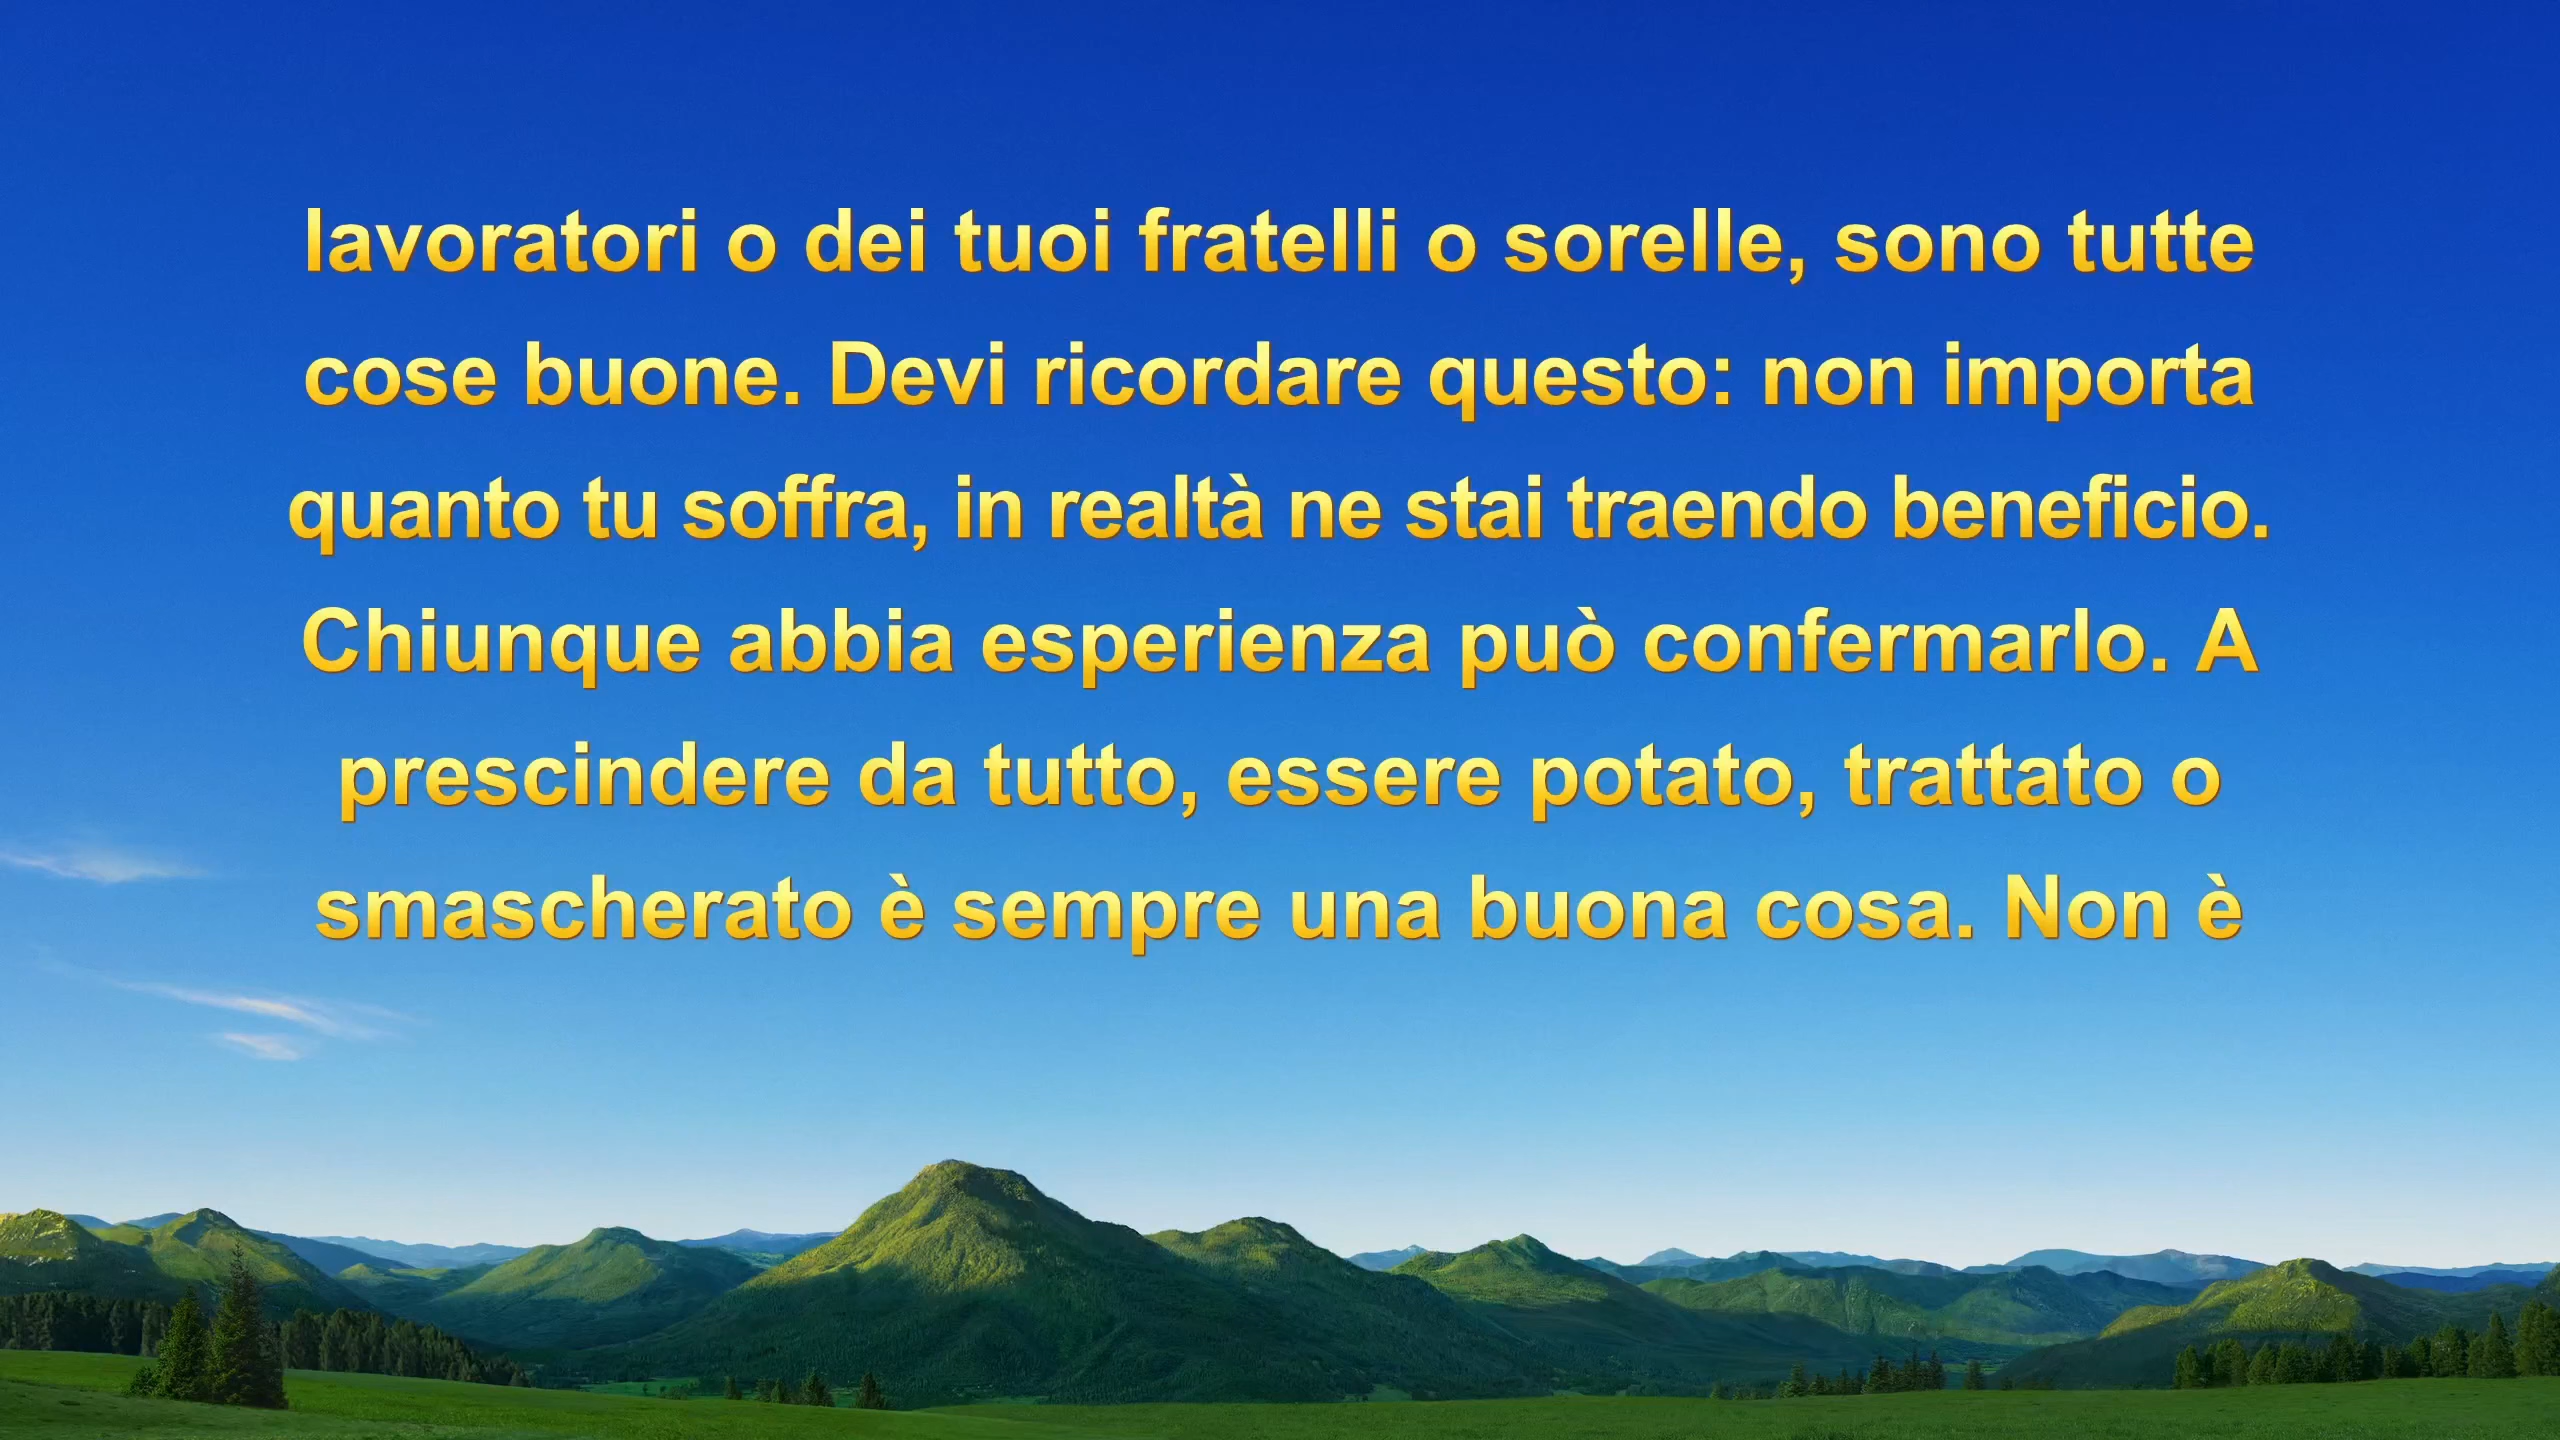 lavoratori o dei tuoi fratelli o sorelle, sono tutte
cose buone. Devi ricordare questo: non importa
quanto tu soffra, in realtà ne stai traendo beneficio.
Chiunque abbia esperienza può confermarlo. A
prescindere da tutto, essere potato, trattato o
smascherato è sempre una buona cosa. Non è